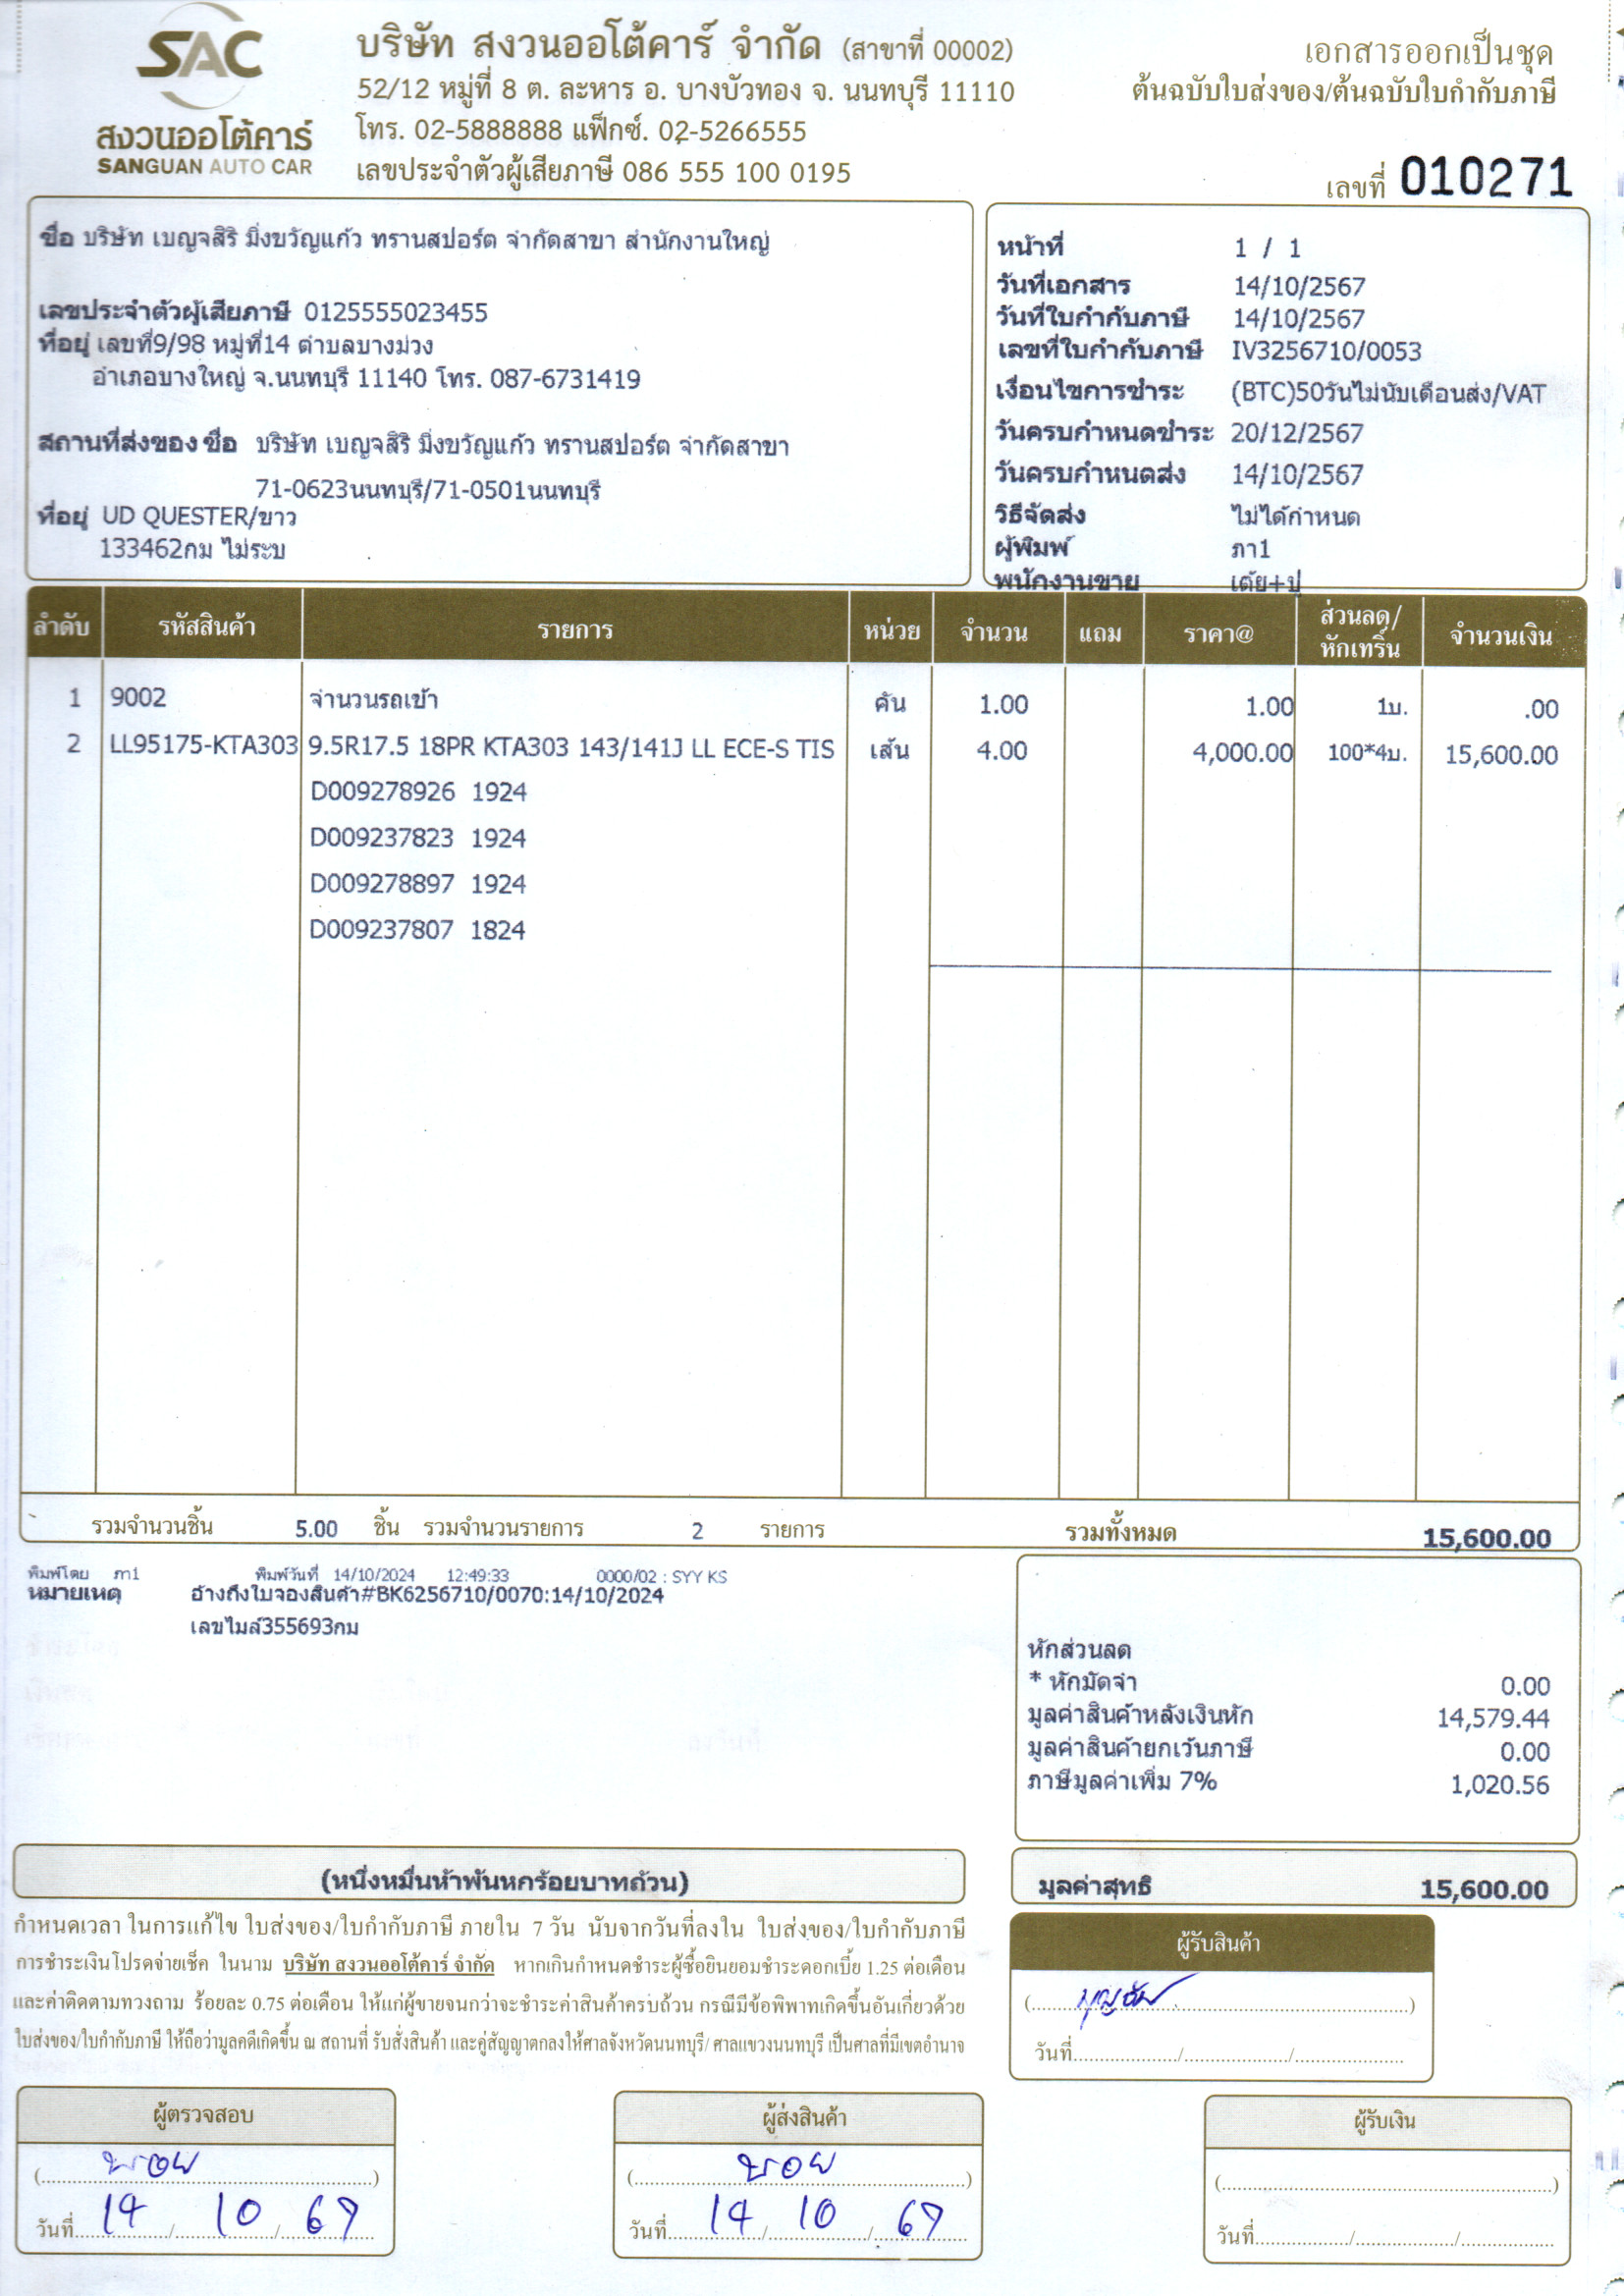 SAC
สงวนออโต้คาร์
SANGUAN AUTO CAR
บริษัท สงวนออโต้คาร์ จำกัด (สาขาที่ 00002)
52/12 หมู่ที่ 8 ต. ละหาร อ. บางบัวทอง จ. นนทบุรี 11110
โทร. 02-5888888 แฟ็กซ์. 02-5266555
เลขประจำตัวผู้เสียภาษี 086 555 100 0195
เอกสารออกเป็นชุด
ต้นฉบับใบส่งของ/ต้นฉบับใบกำกับภาษี
เลขที่ 010271
ชื่อ บริษัท เบญจสิริ มิ่งขวัญแก้ว ทรานสปอร์ต จำกัดสาขา สำนักงานใหญ่
เลขประจำตัวผู้เสียภาษี 0125555023455
ที่อยู่ เลขที่9/98 หมู่ที่14 ตำบลบางม่วง
อำเภอบางใหญ่ จ.นนทบุรี 11140 โทร. 087-6731419
สถานที่ส่งของ ชื่อ บริษัท เบญจสิริ มิ่งขวัญแก้ว ทรานสปอร์ต จำกัดสาขา
71-0623นนทบุรี/71-0501นนทบุรี
ที่อยู่ UD QUESTER/ขาว
133462กม ไม่ระบ
หน้าที่ 1 / 1
วันที่เอกสาร 14/10/2567
วันที่ใบกำกับภาษี 14/10/2567
เลขที่ใบกำกับภาษี IV3256710/0053
เงื่อนไขการชำระ (BTC)50วันไม่นับเดือนส่ง/VAT
วันครบกำหนดชำระ 20/12/2567
วันครบกำหนดส่ง 14/10/2567
วิธีจัดส่ง ไม่ได้กำหนด
ผู้พิมพ์ ภา1
พนักงานขาย เต้ย+ปู
ลำดับ รหัสสินค้า รายการ หน่วย จำนวน แถม ราคา@ ส่วนลด/หักเทริ์น จำนวนเงิน
1 9002 จำนวนรถเข้า คัน 1.00 1.00 1บ. .00
2 LL95175-KTA303 9.5R17.5 18PR KTA303 143/141J LL ECE-S TIS เส้น 4.00 4,000.00 100*4บ. 15,600.00
D009278926 1924
D009237823 1924
D009278897 1924
D009237807 1824
รวมจำนวนชิ้น 5.00 ชิ้น รวมจำนวนรายการ 2 รายการ รวมทั้งหมด 15,600.00
พิมพ์โดย ภา1 พิมพ์วันที่ 14/10/2024 12:49:33 0000/02 : SYY KS
หมายเหตุ อ้างถึงใบจองสินค้า#BK6256710/0070:14/10/2024
เลขไมล์355693กม
หักส่วนลด
* หักมัดจำ 0.00
มูลค่าสินค้าหลังเงินหัก 14,579.44
มูลค่าสินค้ายกเว้นภาษี 0.00
ภาษีมูลค่าเพิ่ม 7% 1,020.56
(หนึ่งหมื่นห้าพันหกร้อยบาทถ้วน)
มูลค่าสุทธิ 15,600.00
กำหนดเวลา ในการแก้ไข ใบส่งของ/ใบกำกับภาษี ภายใน 7 วัน นับจากวันที่ลงใน ใบส่งของ/ใบกำกับภาษี
การชำระเงินโปรดจ่ายเช็ค ในนาม บริษัท สงวนออโต้คาร์ จำกัด หากเกินกำหนดชำระผู้ซื้อยินยอมชำระดอกเบี้ย 1.25 ต่อเดือน
และค่าติดตามทวงถาม ร้อยละ 0.75 ต่อเดือน ให้แก่ผู้ขายจนกว่าจะชำระค่าสินค้าครบถ้วน กรณีมีข้อพิพาทเกิดขึ้นอันเกี่ยวด้วย
ใบส่งของ/ใบกำกับภาษี ให้ถือว่ามูลคดีเกิดขึ้น ณ สถานที่ รับสั่งสินค้า และคู่สัญญาตกลงให้ศาลจังหวัดนนทบุรี/ ศาลแขวงนนทบุรี เป็นศาลที่มีเขตอำนาจ
ผู้รับสินค้า
วันที่
ผู้ตรวจสอบ
วันที่ 14 / 10 / 67
ผู้ส่งสินค้า
วันที่ 14 / 10 / 67
ผู้รับเงิน
วันที่